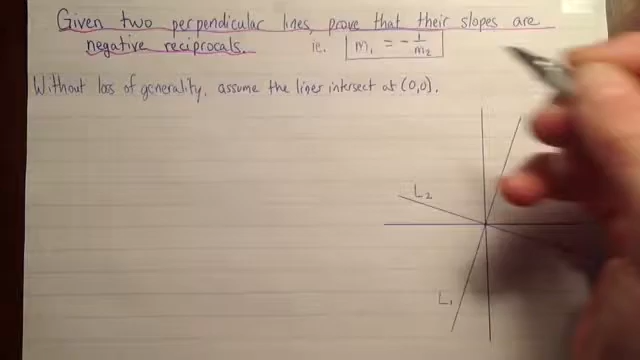 Given two perpendicular lines, prove that their slopes are
negative reciprocals. ie. m₁ = -1/m₂
Without loss of generality, assume the lines intersect at (0,0).
L₂
L₁